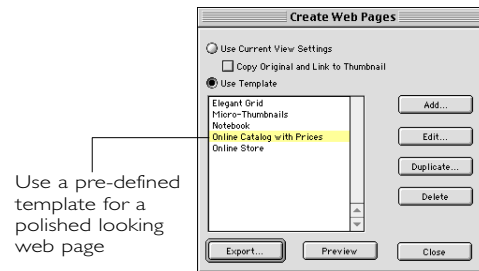 Create Web Pages
Use Current View Settings
Copy Original and Link to Thumbnail
Use Template
Elegant Grid
Micro-Thumbnails
Notebook
Online Catalog with Prices
Online Store
Add...
Edit...
Duplicate...
Delete
Export...
Preview
Close
Use a pre-defined
template for a
polished looking
web page